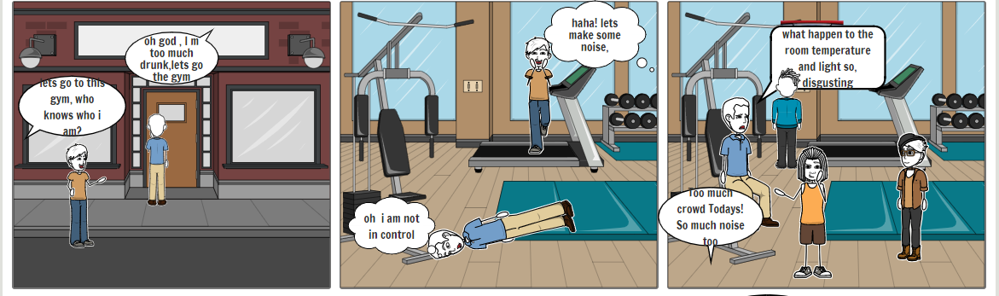 oh god , I m
too much
drunk,lets go
the gym
lets go to this
gym, who
knows who i
am?
haha! lets
make some
noise,
oh i am not
in control
what happen to the
room temperature
and light so,
disgusting
Too much
crowd Todays!
So much noise
too